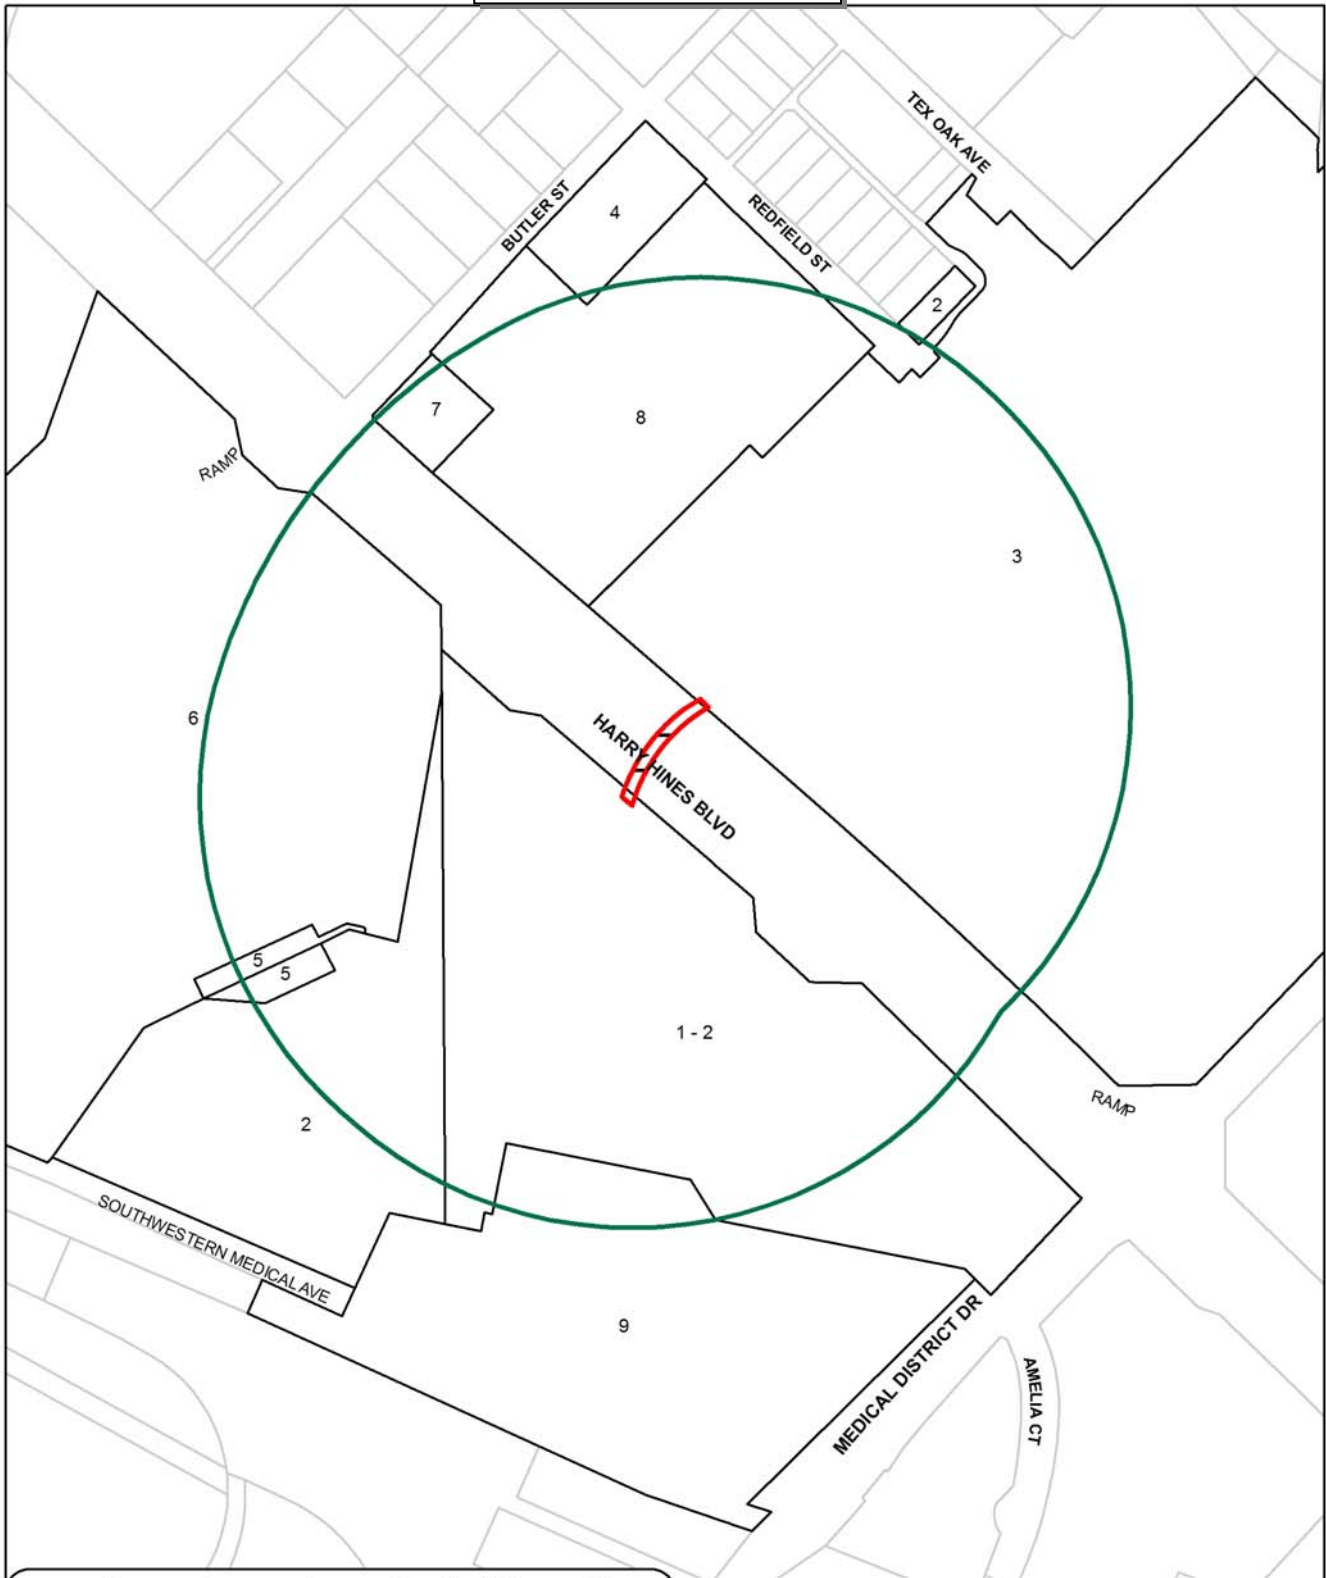 TEX OAK AVE
BUTLER ST
4
REDFIELD ST
2
7
8
RAMP
3
6
HARRY HINES BLVD
5
5
1 - 2
RAMP
2
SOUTHWESTERN MEDICAL AVE
9
MEDICAL DISTRICT DR
AMELIA CT